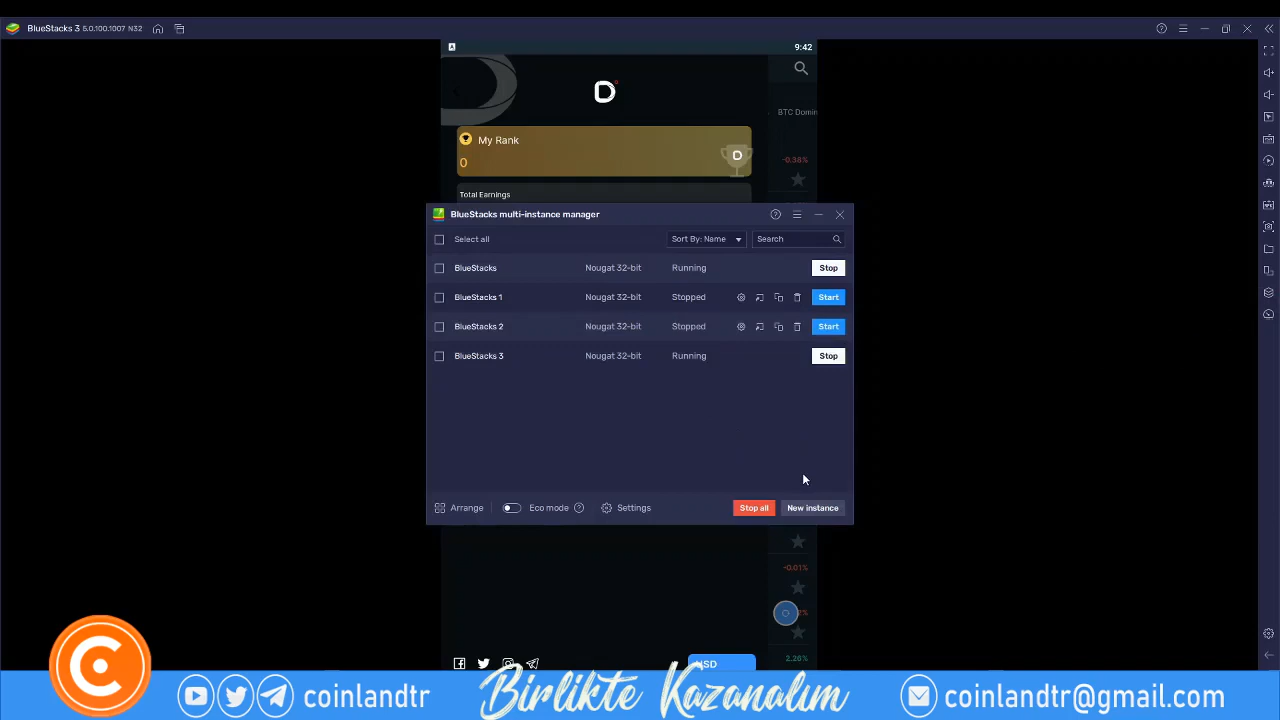 BlueStacks 3 5.0.100.1007 N32
A 9:42
D
BTC Domin
My Rank
0
D
-0.38%
Total Earnings
BlueStacks multi-instance manager
Select all Sort By: Name Search
BlueStacks Nougat 32-bit Running Stop
BlueStacks 1 Nougat 32-bit Stopped Start
BlueStacks 2 Nougat 32-bit Stopped Start
BlueStacks 3 Nougat 32-bit Running Stop
Arrange Eco mode Settings Stop all New instance
-0.01%
2.26%
coinlandtr Birlikte Kazanalım coinlandtr@gmail.com